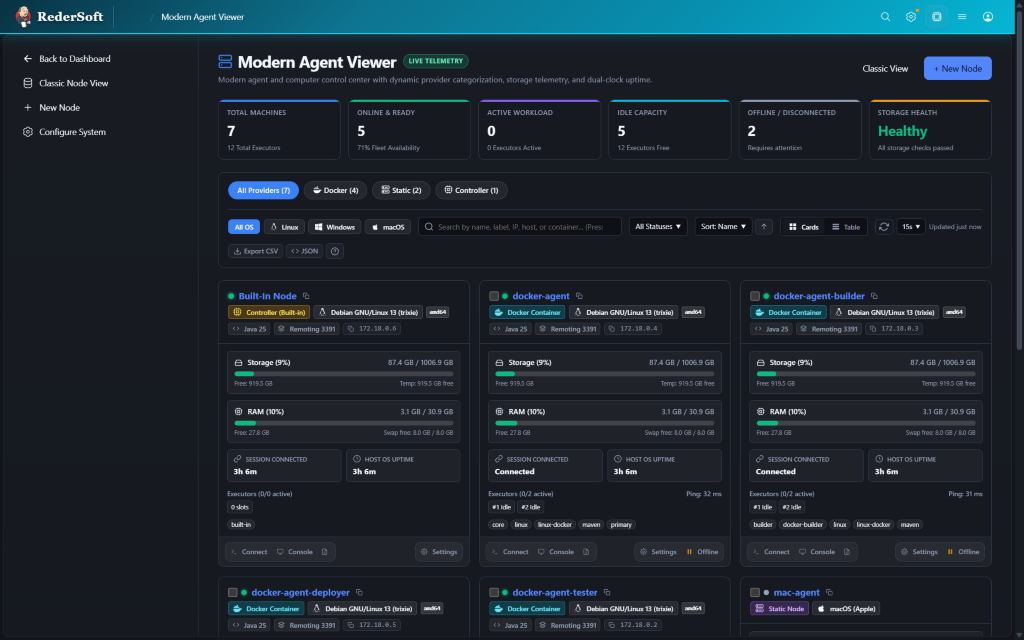 RederSoft
/ Modern Agent Viewer
Back to Dashboard
Classic Node View
New Node
Configure System
Modern Agent Viewer LIVE TELEMETRY
Modern agent and computer control center with dynamic provider categorization, storage telemetry, and dual-clock uptime.
Classic View
+ New Node
TOTAL MACHINES
7
12 Total Executors
ONLINE & READY
5
71% Fleet Availability
ACTIVE WORKLOAD
0
0 Executors Active
IDLE CAPACITY
5
12 Executors Free
OFFLINE / DISCONNECTED
2
Requires attention
STORAGE HEALTH
Healthy
All storage checks passed
All Providers (7) Docker (4) Static (2) Controller (1)
All OS Linux Windows macOS Search by name, label, IP, host, or container... (Press All Statuses ▼ Sort: Name ▼ ↑ Cards Table 15s ▼ Updated just now
Export CSV <> JSON
Built-In Node
Controller (Built-in) Debian GNU/Linux 13 (trixie) amd64
Java 25 Remoting 3391 172.18.0.6
Storage (9%) 87.4 GB / 1006.9 GB
Free: 919.5 GB Temp: 919.5 GB free
RAM (10%) 3.1 GB / 30.9 GB
Free: 27.8 GB Swap free: 8.0 GB / 8.0 GB
SESSION CONNECTED
3h 6m
HOST OS UPTIME
3h 6m
Executors (0/0 active)
0 slots
built-in
Connect Console Settings
docker-agent
Docker Container Debian GNU/Linux 13 (trixie) amd64
Java 25 Remoting 3391 172.18.0.4
Storage (9%) 87.4 GB / 1006.9 GB
Free: 919.5 GB Temp: 919.5 GB free
RAM (10%) 3.1 GB / 30.9 GB
Free: 27.8 GB Swap free: 8.0 GB / 8.0 GB
SESSION CONNECTED
Connected
HOST OS UPTIME
3h 6m
Executors (0/2 active) Ping: 32 ms
#1 Idle #2 Idle
core linux linux-docker maven primary
Connect Console Settings Offline
docker-agent-builder
Docker Container Debian GNU/Linux 13 (trixie) amd64
Java 25 Remoting 3391 172.18.0.3
Storage (9%) 87.4 GB / 1006.9 GB
Free: 919.5 GB Temp: 919.5 GB free
RAM (10%) 3.1 GB / 30.9 GB
Free: 27.8 GB Swap free: 8.0 GB / 8.0 GB
SESSION CONNECTED
Connected
HOST OS UPTIME
3h 6m
Executors (0/2 active) Ping: 31 ms
#1 Idle #2 Idle
builder docker-builder linux linux-docker maven
Connect Console Settings Offline
docker-agent-deployer
Docker Container Debian GNU/Linux 13 (trixie) amd64
Java 25 Remoting 3391 172.18.0.5
docker-agent-tester
Docker Container Debian GNU/Linux 13 (trixie) amd64
Java 25 Remoting 3391 172.18.0.2
mac-agent
Static Node macOS (Apple)